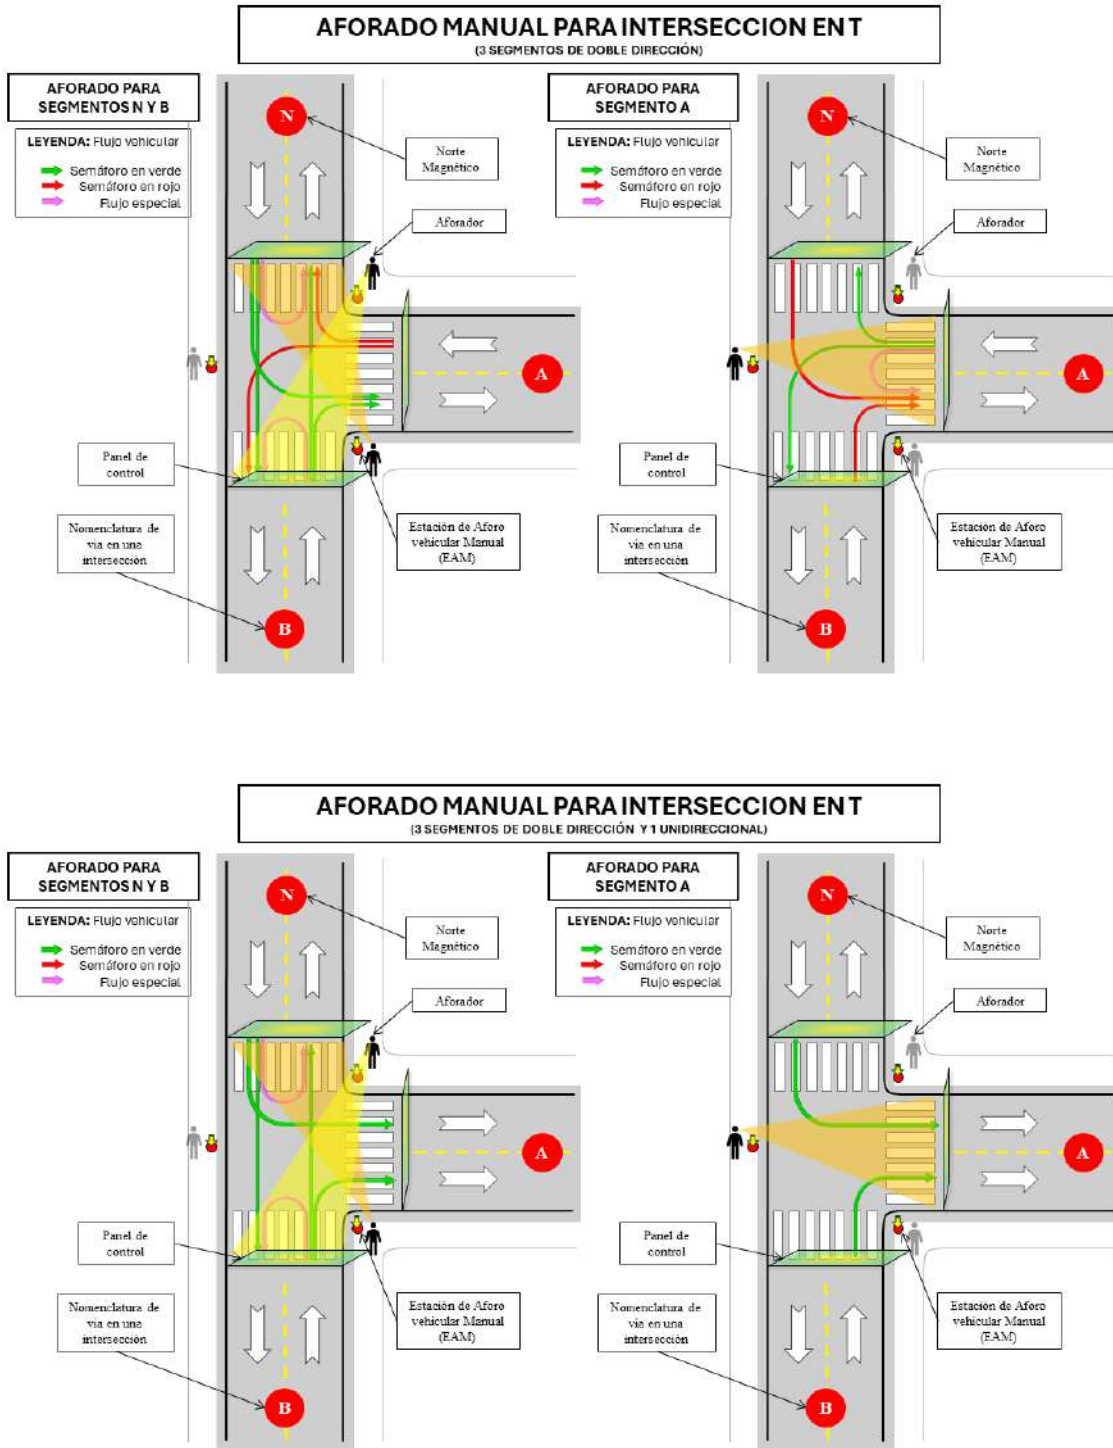 AFORADO MANUAL PARA INTERSECCION EN T
(3 SEGMENTOS DE DOBLE DIRECCIÓN)
AFORADO PARA
SEGMENTOS N Y B
LEYENDA: Flujo vehicular
Semáforo en verde
Semáforo en rojo
Flujo especial
N
Norte
Magnético
Aforador
A
Panel de
control
Nomenclatura de
vía en una
intersección
Estación de Aforo
vehicular Manual
(EAM)
B
AFORADO PARA
SEGMENTO A
LEYENDA: Flujo vehicular
Semáforo en verde
Semáforo en rojo
Flujo especial
N
Norte
Magnético
Aforador
A
Panel de
control
Nomenclatura de
vía en una
intersección
Estación de Aforo
vehicular Manual
(EAM)
B
AFORADO MANUAL PARA INTERSECCION EN T
(3 SEGMENTOS DE DOBLE DIRECCIÓN Y 1 UNIDIRECCIONAL)
AFORADO PARA
SEGMENTOS N Y B
LEYENDA: Flujo vehicular
Semáforo en verde
Semáforo en rojo
Flujo especial
N
Norte
Magnético
Aforador
A
Panel de
control
Nomenclatura de
vía en una
intersección
Estación de Aforo
vehicular Manual
(EAM)
B
AFORADO PARA
SEGMENTO A
LEYENDA: Flujo vehicular
Semáforo en verde
Semáforo en rojo
Flujo especial
N
Norte
Magnético
Aforador
A
Panel de
control
Nomenclatura de
vía en una
intersección
Estación de Aforo
vehicular Manual
(EAM)
B